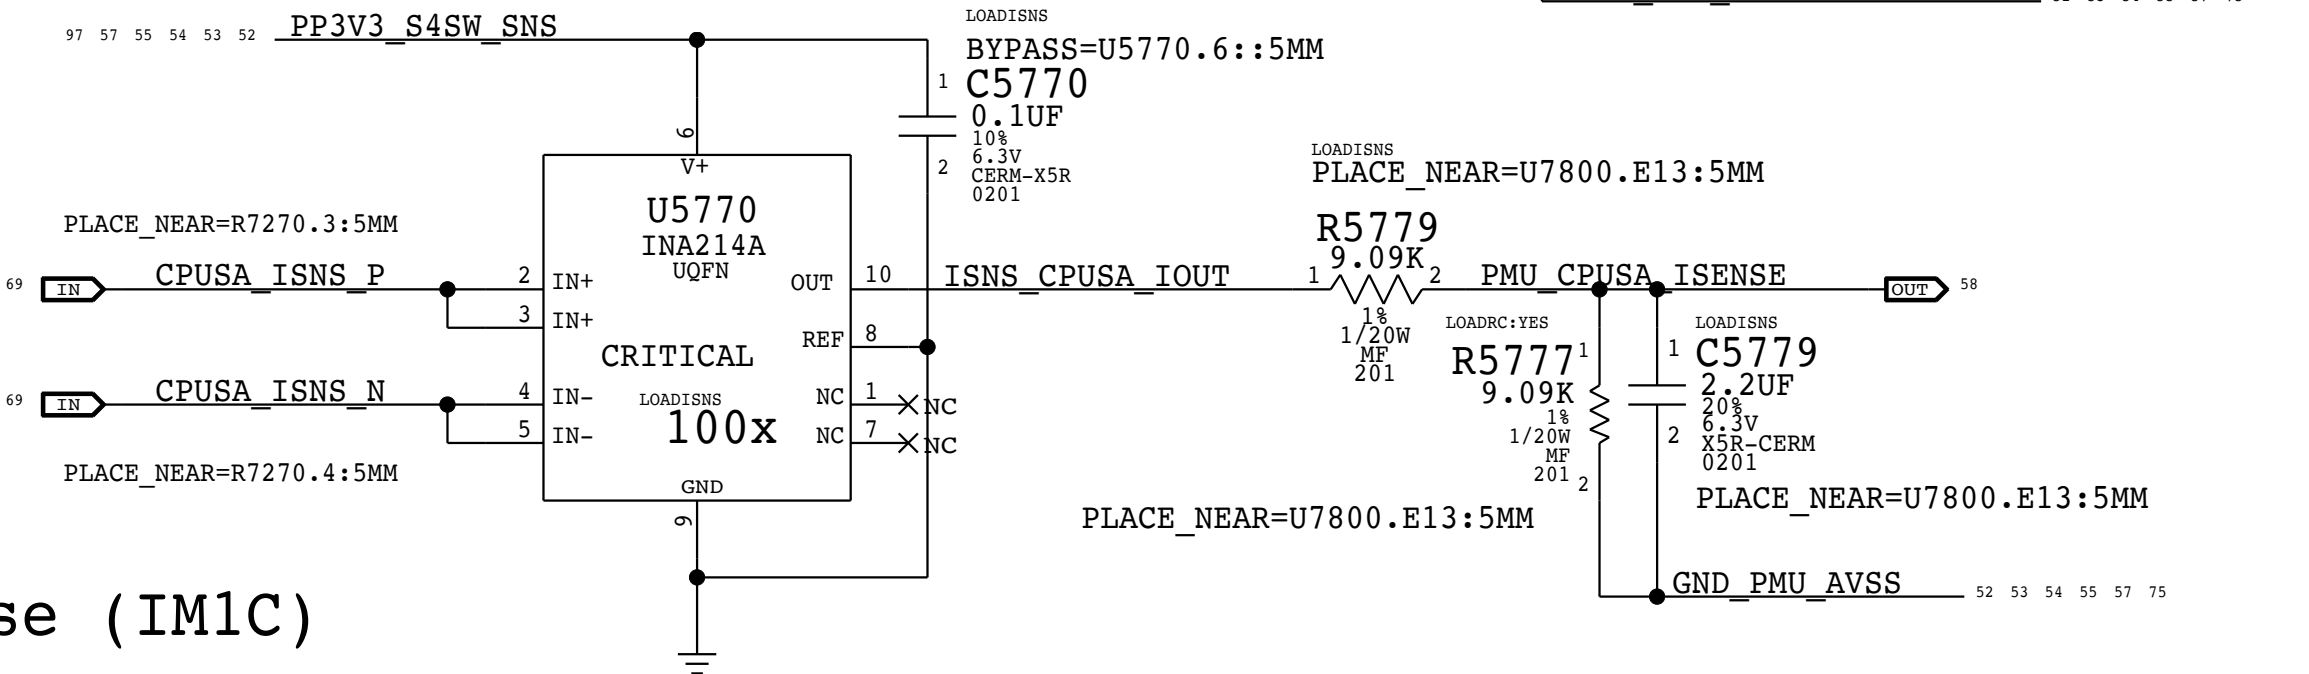 97 57 55 54 53 52 PP3V3_S4SW_SNS
LOADISNS
BYPASS=U5770.6::5MM
1 C5770
0.1UF
10%
6.3V
2 CERM-X5R
0201
6
V+
U5770
INA214A
UQFN
CRITICAL
LOADISNS
100x
PLACE_NEAR=R7270.3:5MM
69 IN CPUSA_ISNS_P 2 IN+
3 IN+
69 IN CPUSA_ISNS_N 4 IN-
5 IN-
PLACE_NEAR=R7270.4:5MM
OUT 10 ISNS_CPUSA_IOUT
REF 8
NC 1 NC
NC 7 NC
GND
9
LOADISNS
PLACE_NEAR=U7800.E13:5MM
R5779
9.09K
1 2
1%
1/20W
MF
201
PMU_CPUSA_ISENSE OUT 58
LOADRC:YES
R5777 1
9.09K
1%
1/20W
MF
201 2
PLACE_NEAR=U7800.E13:5MM
LOADISNS
1 C5779
2.2UF
20%
6.3V
2 X5R-CERM
0201
PLACE_NEAR=U7800.E13:5MM
GND_PMU_AVSS 52 53 54 55 57 75
se (IM1C)